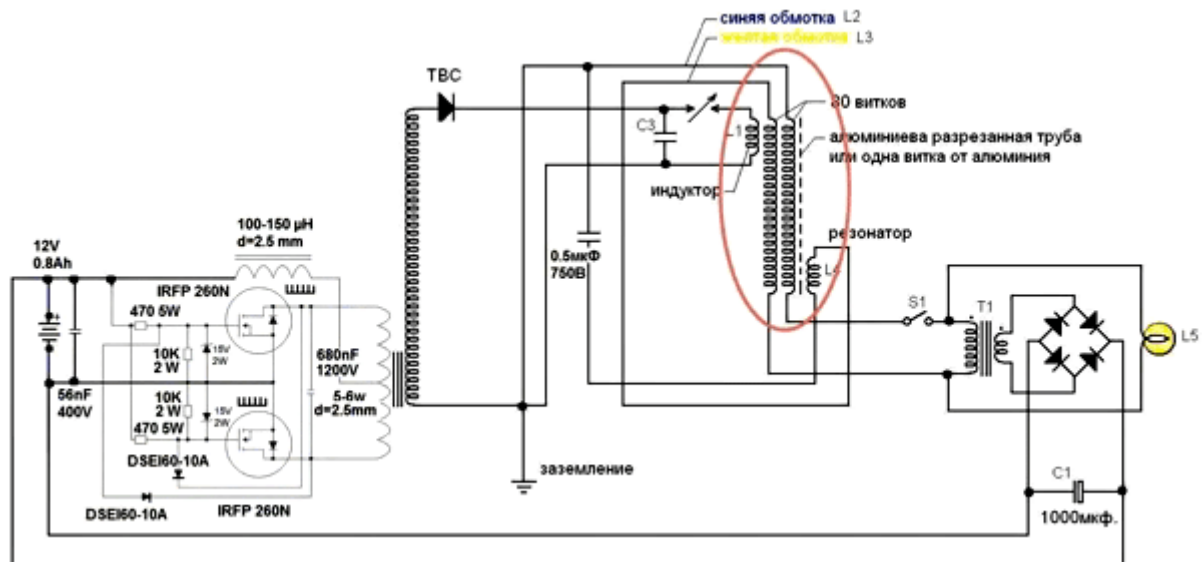 синяя обмотка L2
L3
ТВС
80 витков
C3
L1
алюминиева разрезанная труба
или одна витка от алюминия
индуктор
100-150 µH
d=2.5 mm
резонатор
12V
0.8Ah
0.5мкФ
750В
L4
IRFP 260N
S1
T1
470 5W
L5
10K
2 W
15V
2W
680nF
1200V
56nF
400V
5-6w
d=2.5mm
10K
2 W
15V
2W
470 5W
DSEI60-10A
заземление
C1
DSEI60-10A
IRFP 260N
1000мкф.